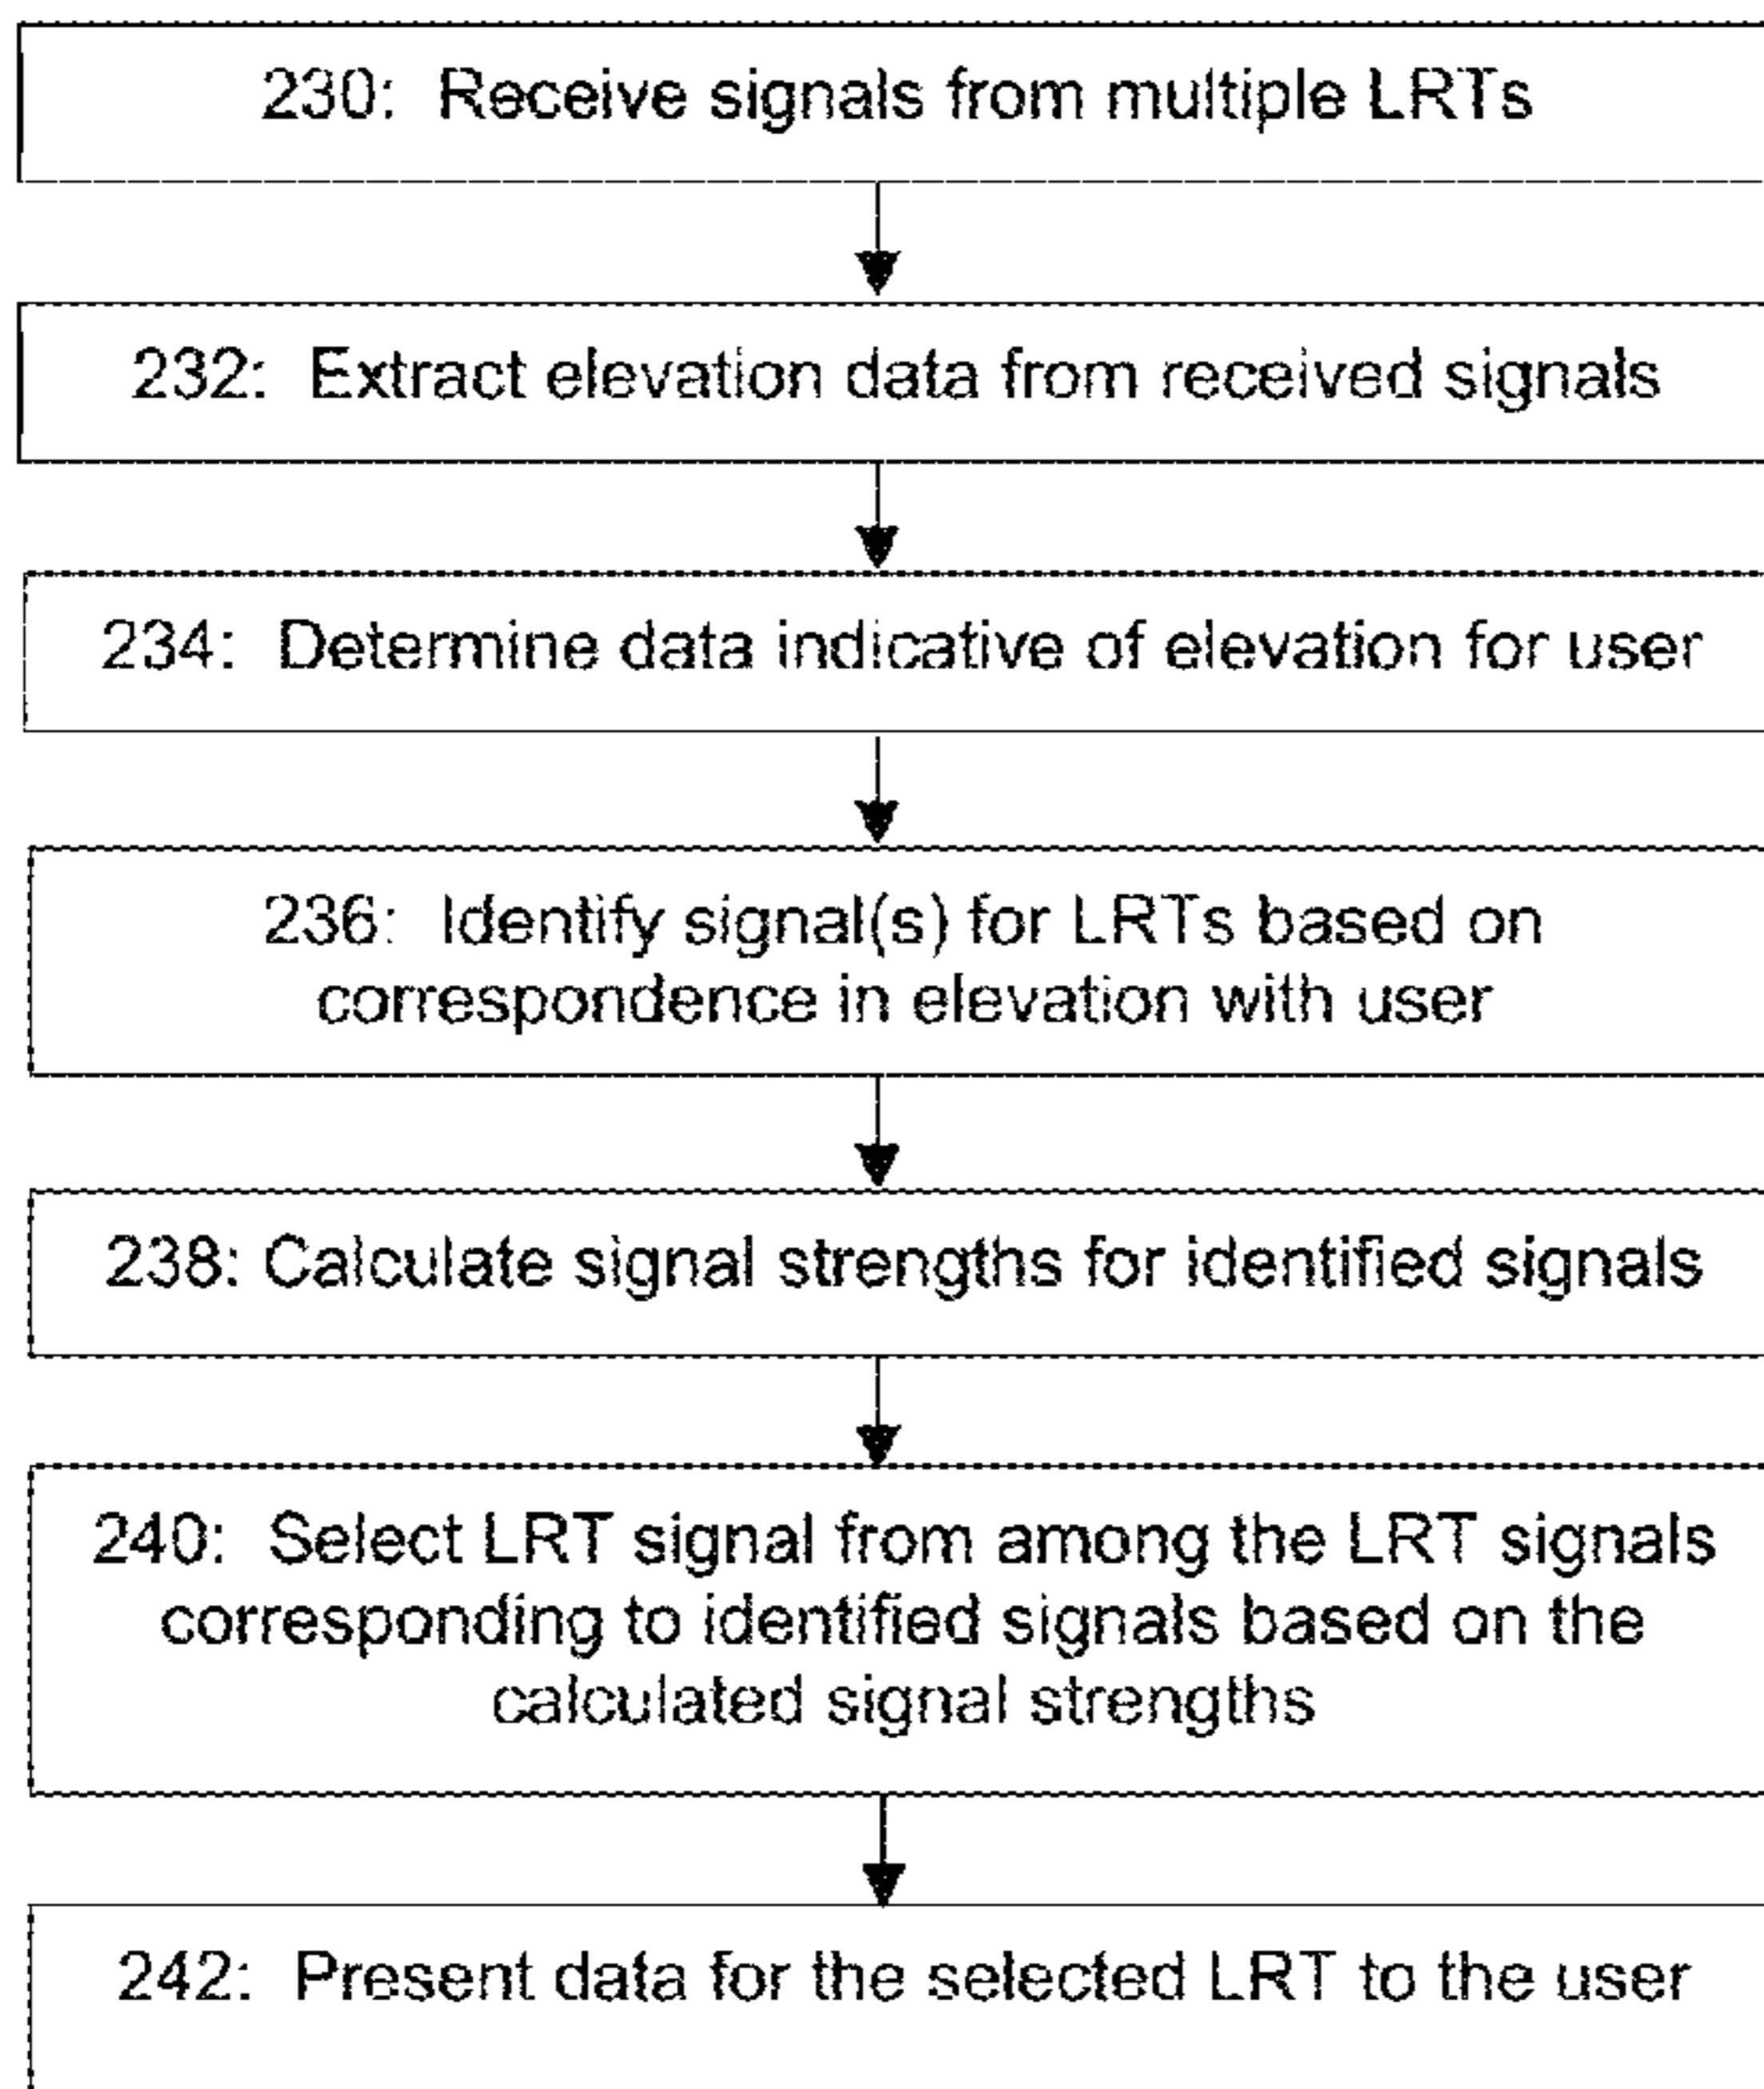 230: Receive signals from multiple LRTs
232: Extract elevation data from received signals
234: Determine data indicative of elevation for user
236: Identify signal(s) for LRTs based on
correspondence in elevation with user
238: Calculate signal strengths for identified signals
240: Select LRT signal from among the LRT signals
corresponding to identified signals based on the
calculated signal strengths
242: Present data for the selected LRT to the user